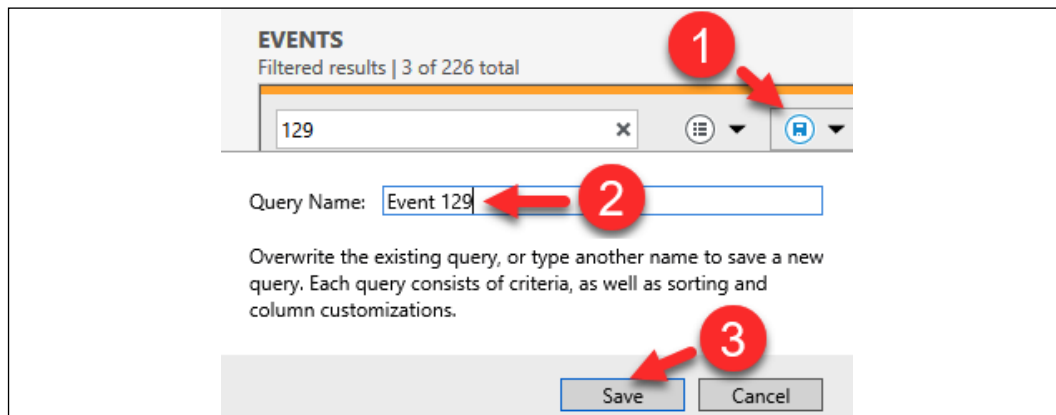 EVENTS
Filtered results | 3 of 226 total
1
129
Query Name: Event 129
2
Overwrite the existing query, or type another name to save a new
query. Each query consists of criteria, as well as sorting and
column customizations.
3
Save Cancel